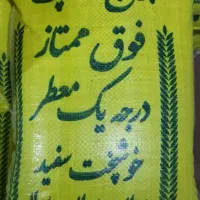 فوق ممتاز
درجه یک معطر
خوشپخت سفید